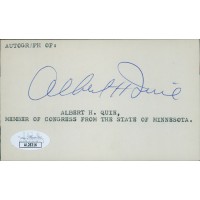 AUTOGRAPH OF:
Albert H Quie
ALBERT H. QUIE,
MEMBER OF CONGRESS FROM THE STATE OF MINNESOTA.